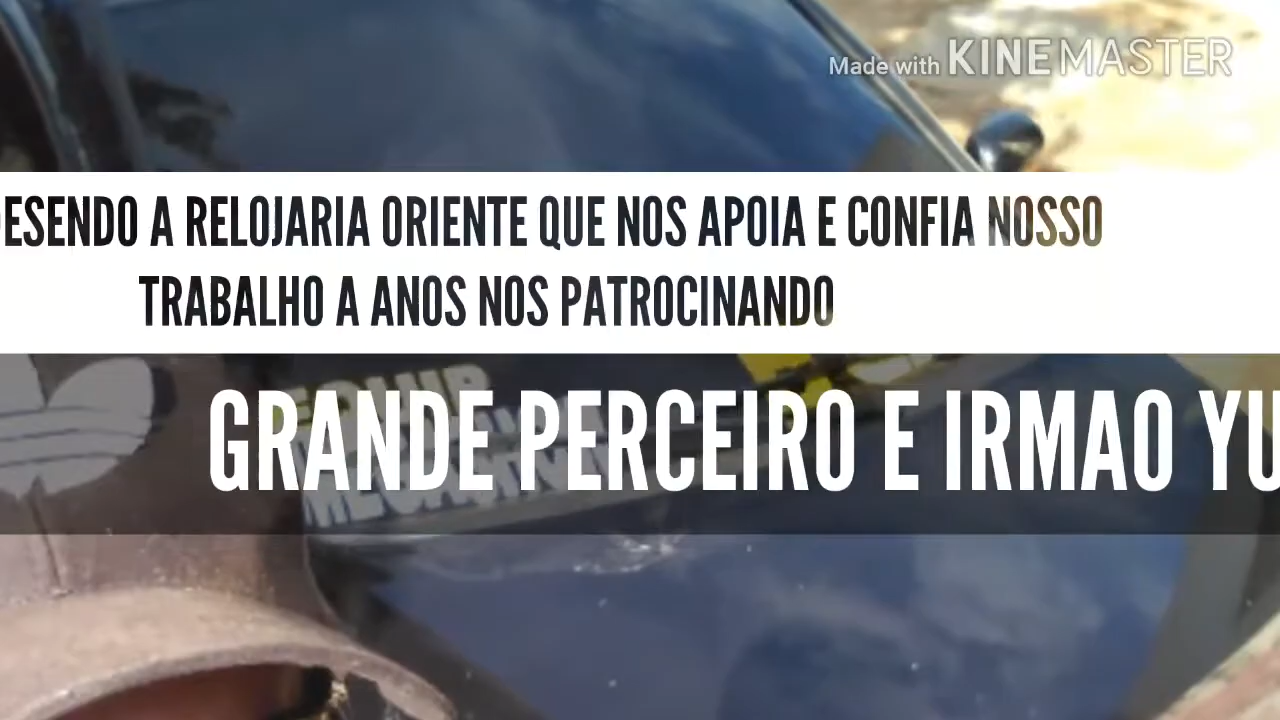 Made with KINEMASTER
ESENDO A RELOJARIA ORIENTE QUE NOS APOIA E CONFIA NOSSO
TRABALHO A ANOS NOS PATROCINANDO
GRANDE PERCEIRO E IRMAO YU
EQUIP